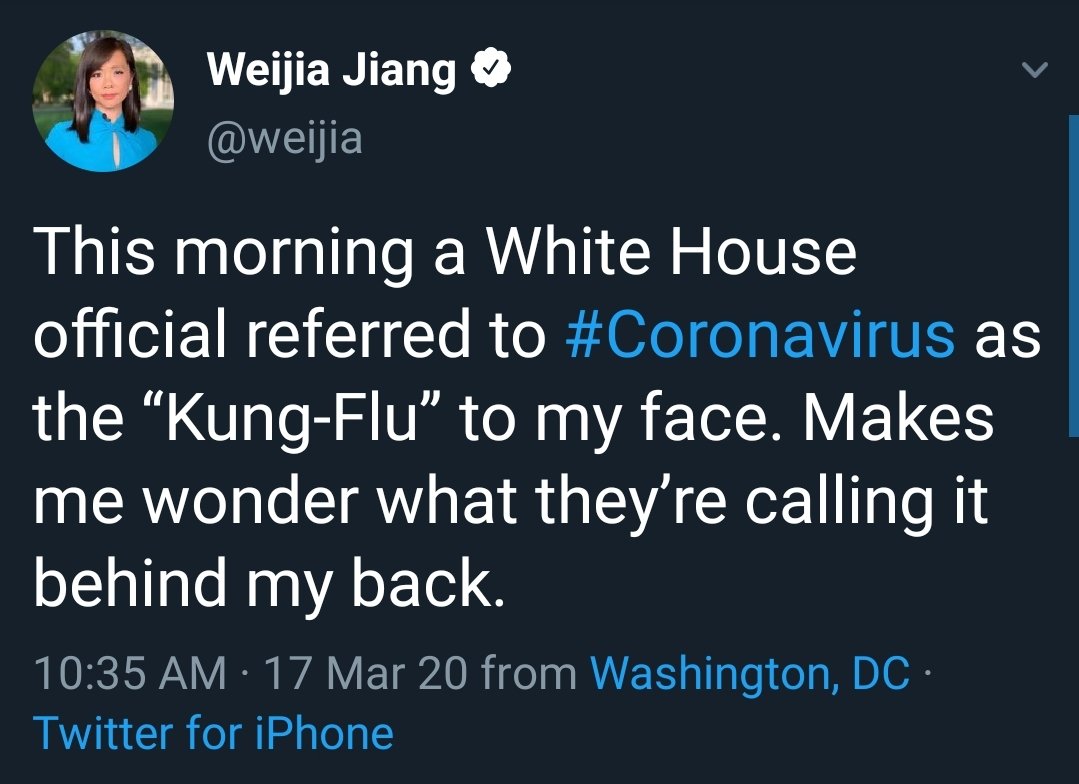 Weijia Jiang
@weijia
This morning a White House
official referred to #Coronavirus as
the “Kung-Flu” to my face. Makes
me wonder what they’re calling it
behind my back.
10:35 AM · 17 Mar 20 from Washington, DC ·
Twitter for iPhone